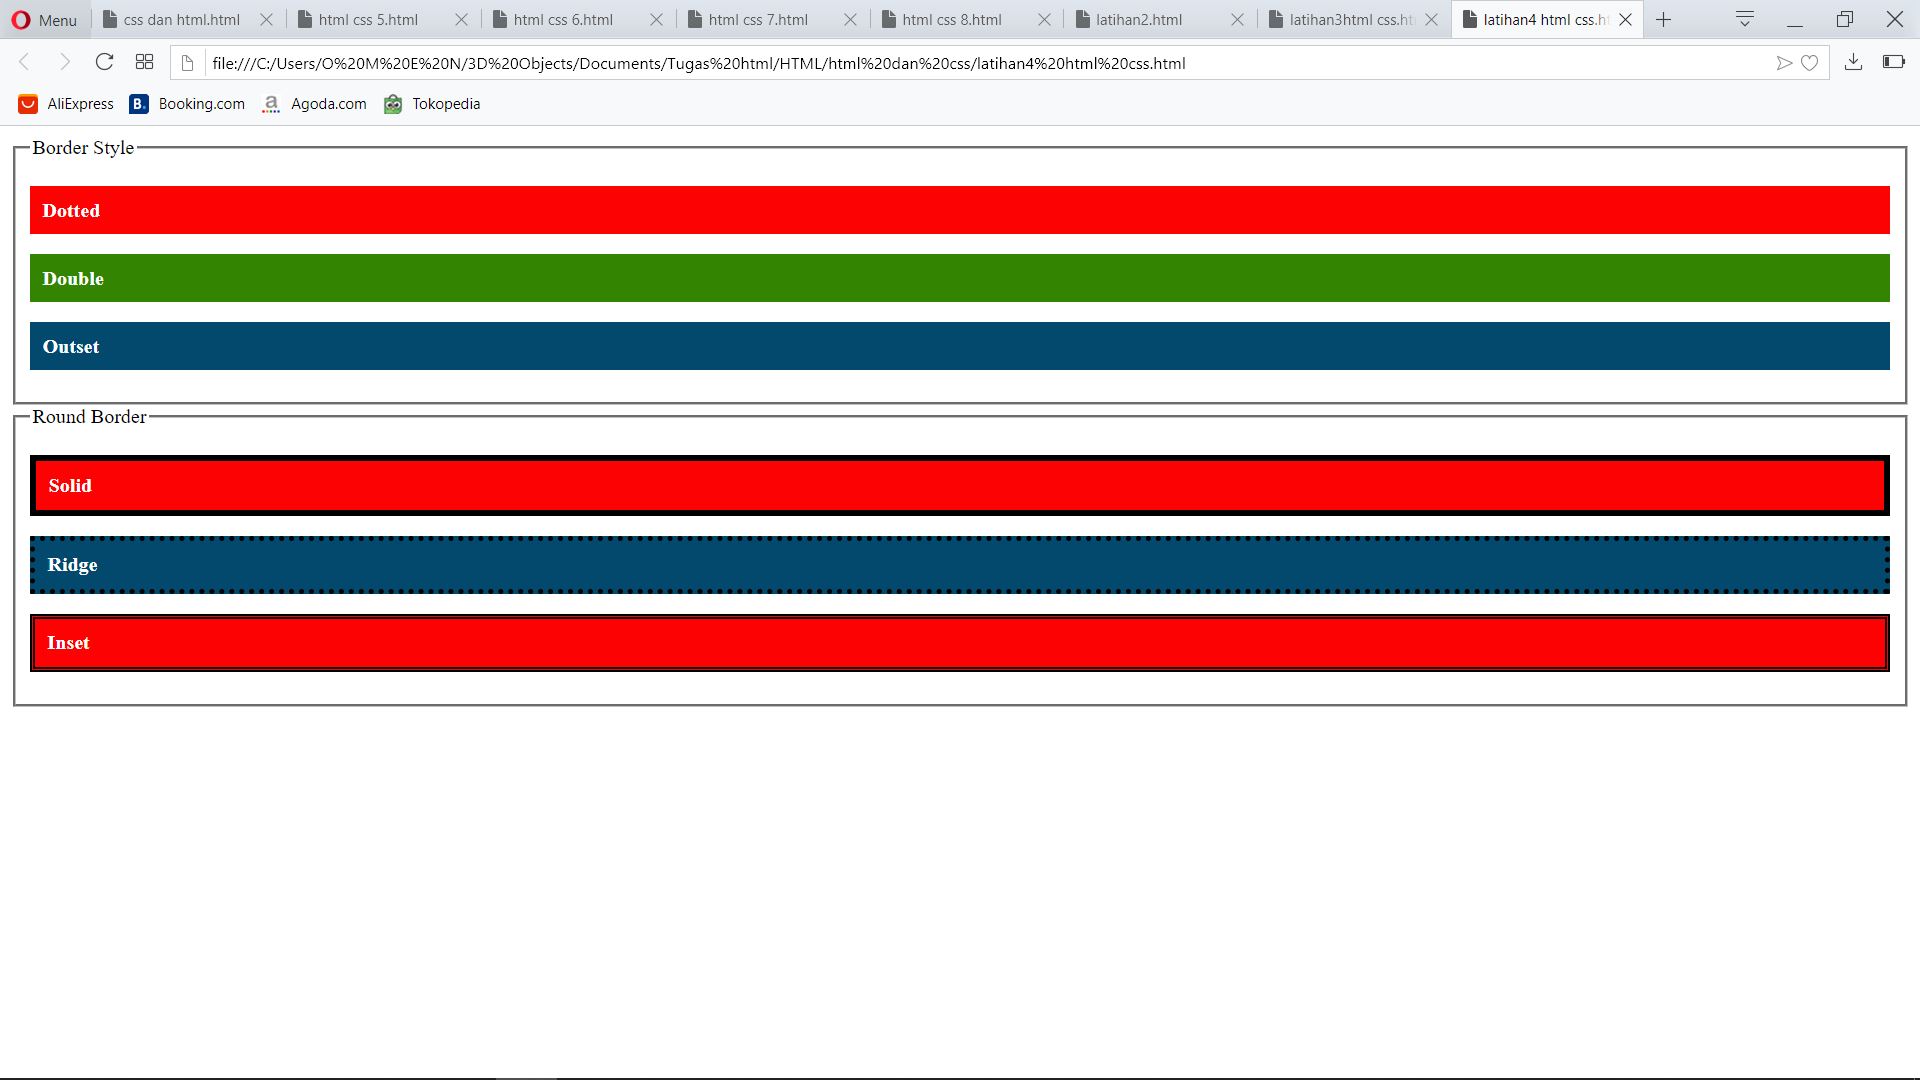 Menu
css dan html.html
html css 5.html
html css 6.html
html css 7.html
html css 8.html
latihan2.html
latihan3html css.ht
latihan4 html css.ht
file:///C:/Users/O%20M%20E%20N/3D%20Objects/Documents/Tugas%20html/HTML/html%20dan%20css/latihan4%20html%20css.html
AliExpress
B. Booking.com
a Agoda.com
Tokopedia
Border Style
Dotted
Double
Outset
Round Border
Solid
Ridge
Inset